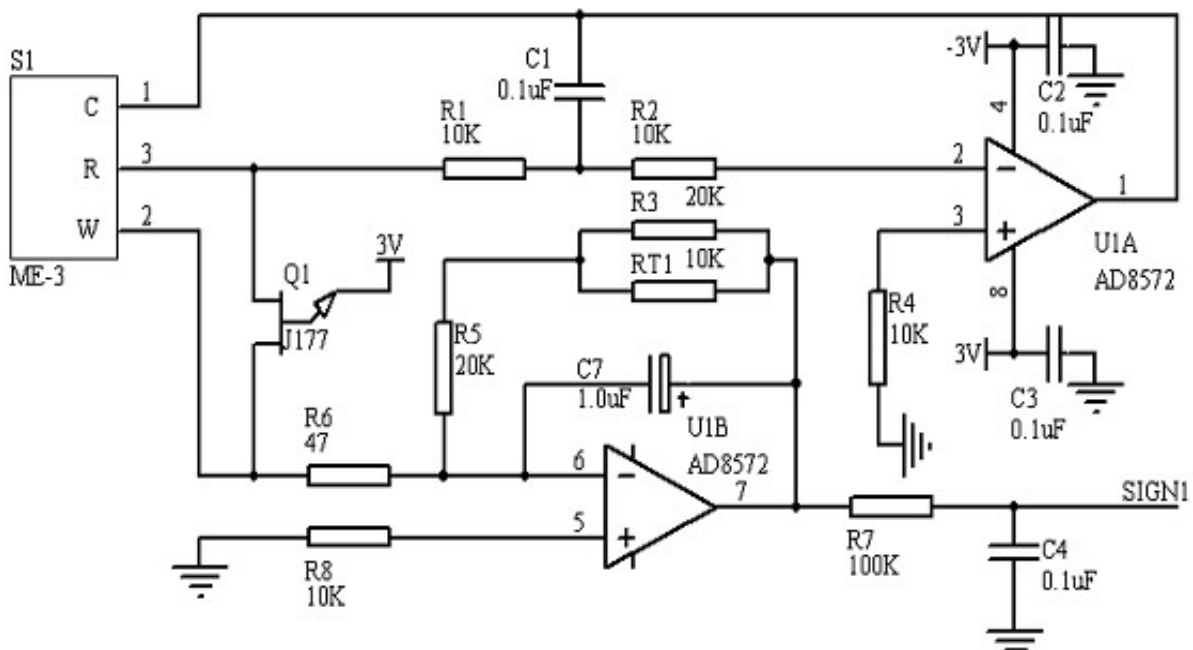 S1
C
R
W
ME-3
1
3
2
C1
0.1uF
R1
10K
R2
10K
20K
R3
10K
RT1
Q1
J177
3V
R5
20K
C7
1.0uF
+
U1B
AD8572
R6
47
6
5
7
−
+
R8
10K
R7
100K
-3V
4
C2
0.1uF
2
3
−
+
1
U1A
AD8572
8
R4
10K
3V
C3
0.1uF
SIGN1
C4
0.1uF